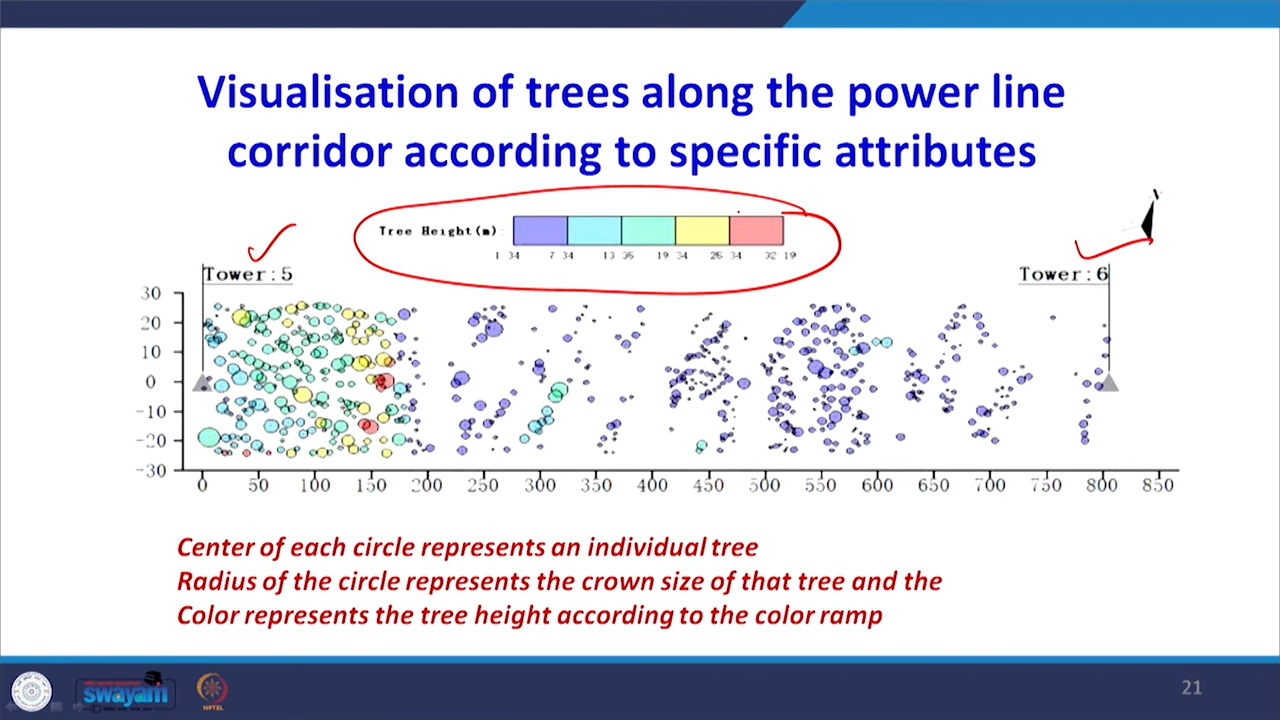 Visualisation of trees along the power line
corridor according to specific attributes
Tree Height(m)
1 34 7 34 13 36 19 34 26 34 32 19
Tower:5
Tower:6
30
20
10
0
-10
-20
-30
0 50 100 150 200 250 300 350 400 450 500 550 600 650 700 750 800 850
Center of each circle represents an individual tree
Radius of the circle represents the crown size of that tree and the
Color represents the tree height according to the color ramp
swayam
NPTEL
21